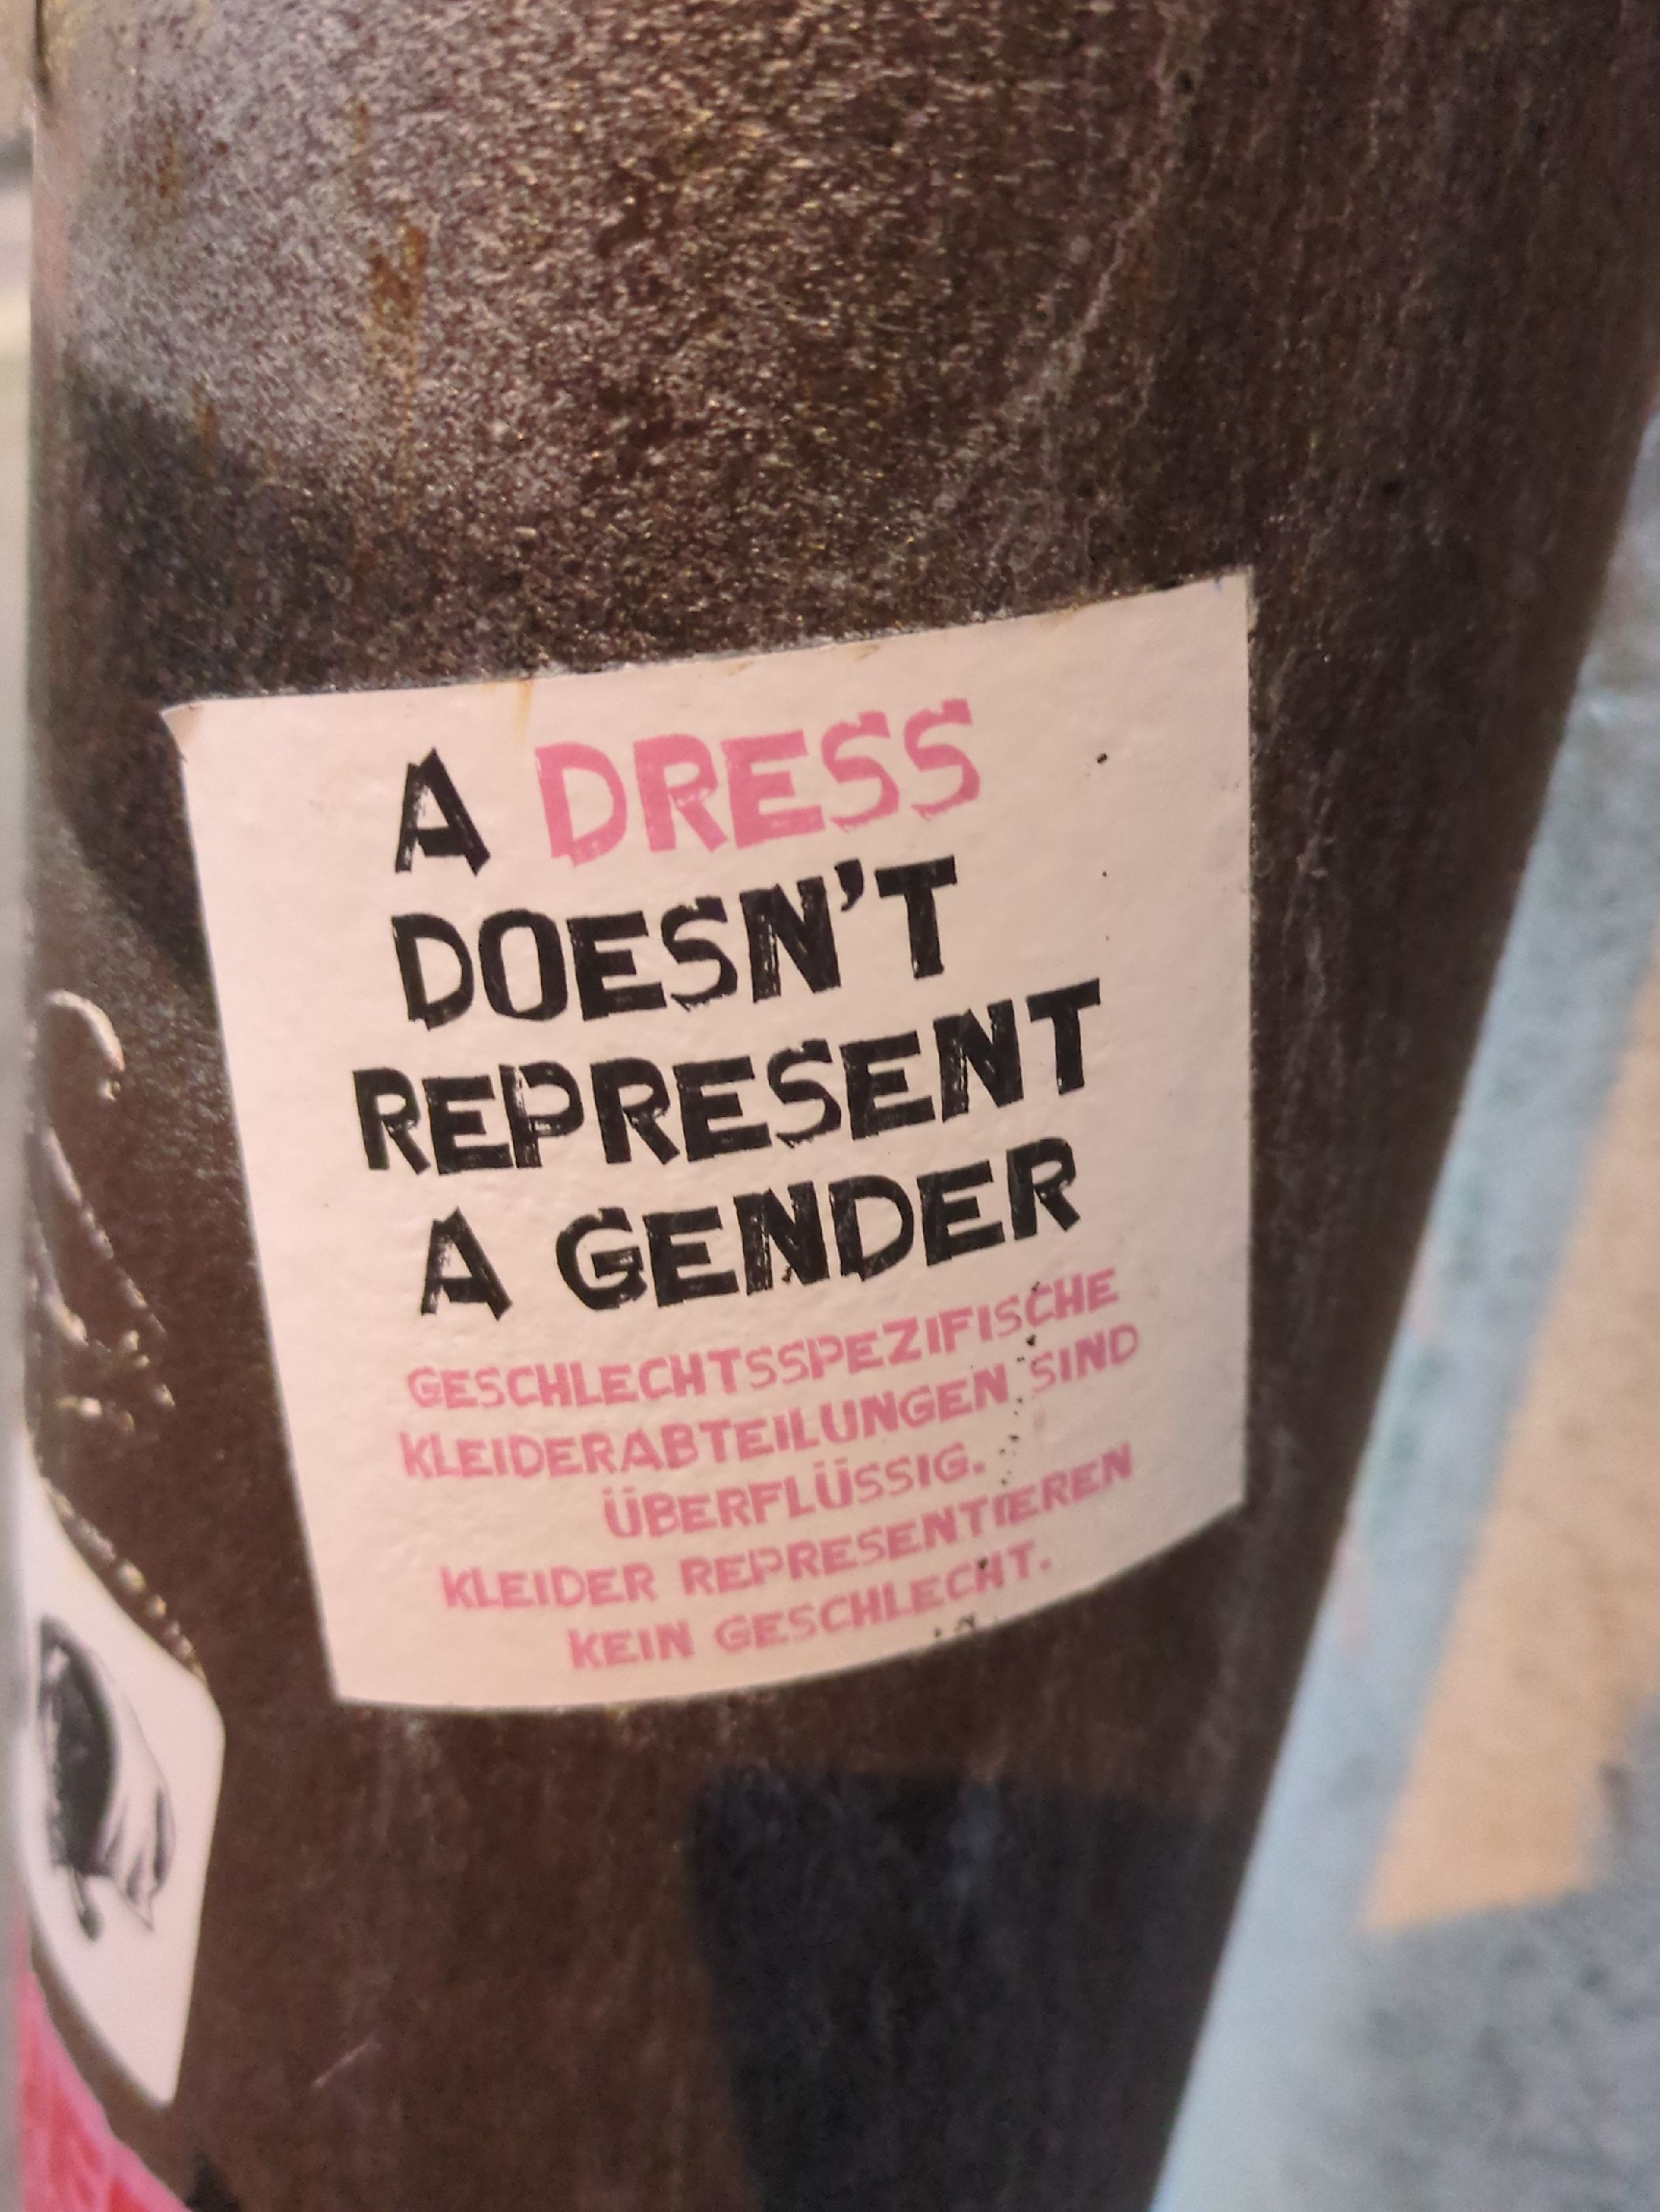 A DRESS
DOESN'T
REPRESENT
A GENDER
GESCHLECHTSSPEZIFISCHE
KLEIDERABTEILUNGEN SIND
ÜBERFLÜSSIG.
KLEIDER REPRESENTIEREN
KEIN GESCHLECHT.